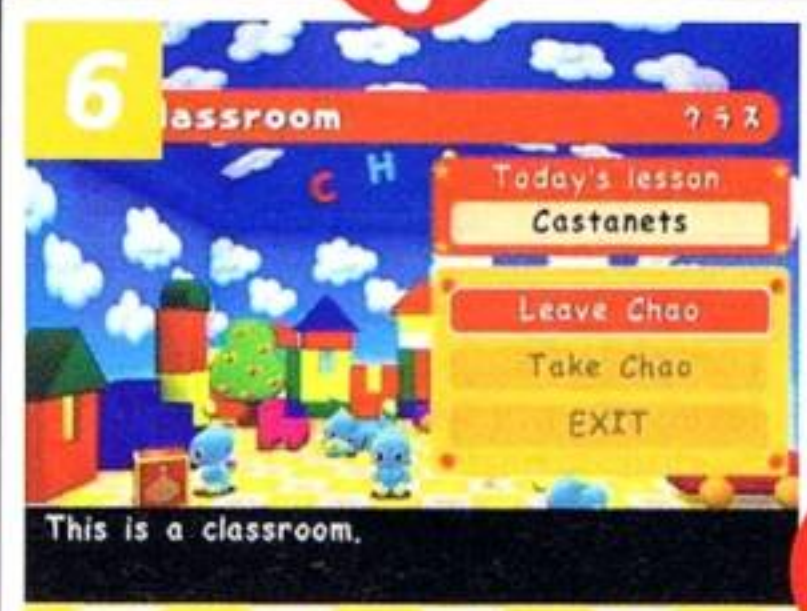 6
lassroom
クラス
C H
Today's lesson
Castanets
Leave Chao
Take Chao
EXIT
This is a classroom.